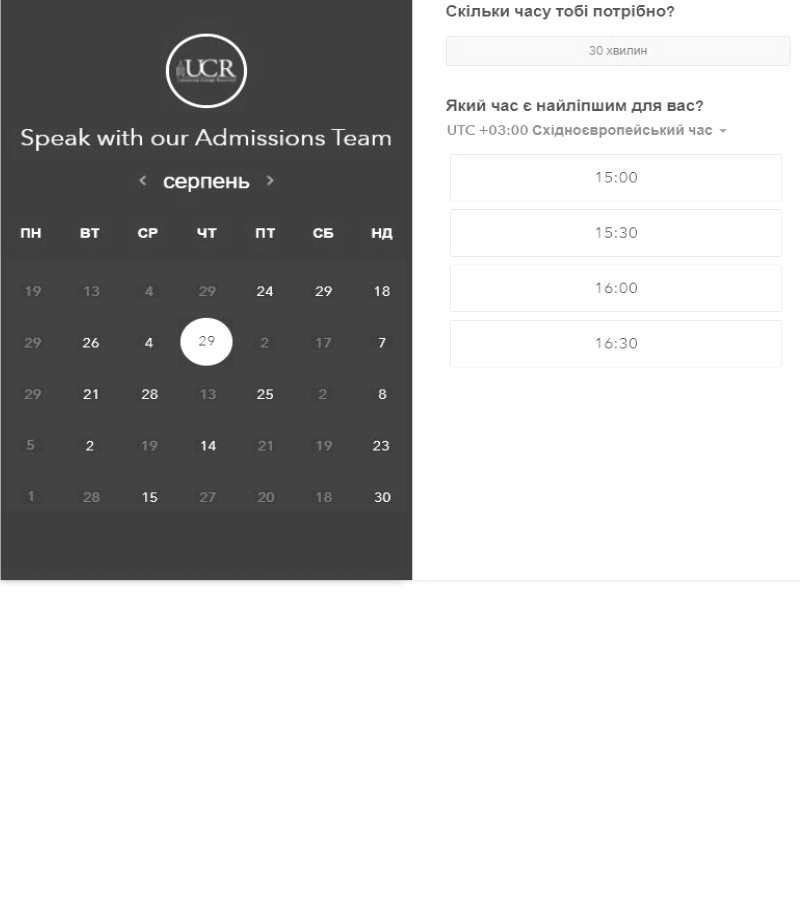 UCR
Speak with our Admissions Team
серпень
ПН ВТ СР ЧТ ПТ СБ НД
19 13 4 29 24 29 18
29 26 4 29 2 17 7
29 21 28 13 25 2 8
5 2 19 14 21 19 23
1 28 15 27 20 18 30
Скільки часу тобі потрібно?
30 хвилин
Який час є найліпшим для вас?
UTC +03:00 Східноєвропейський час
15:00
15:30
16:00
16:30